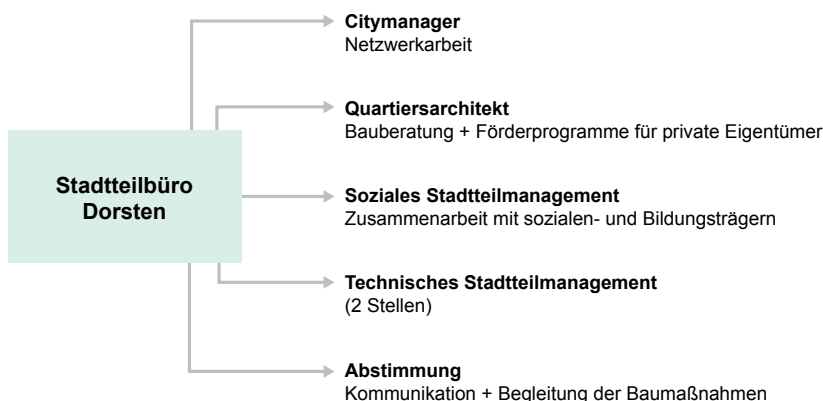 Stadtteilbüro
Dorsten
Citymanager
Netzwerkarbeit
Quartiersarchitekt
Bauberatung + Förderprogramme für private Eigentümer
Soziales Stadtteilmanagement
Zusammenarbeit mit sozialen- und Bildungsträgern
Technisches Stadtteilmanagement
(2 Stellen)
Abstimmung
Kommunikation + Begleitung der Baumaßnahmen